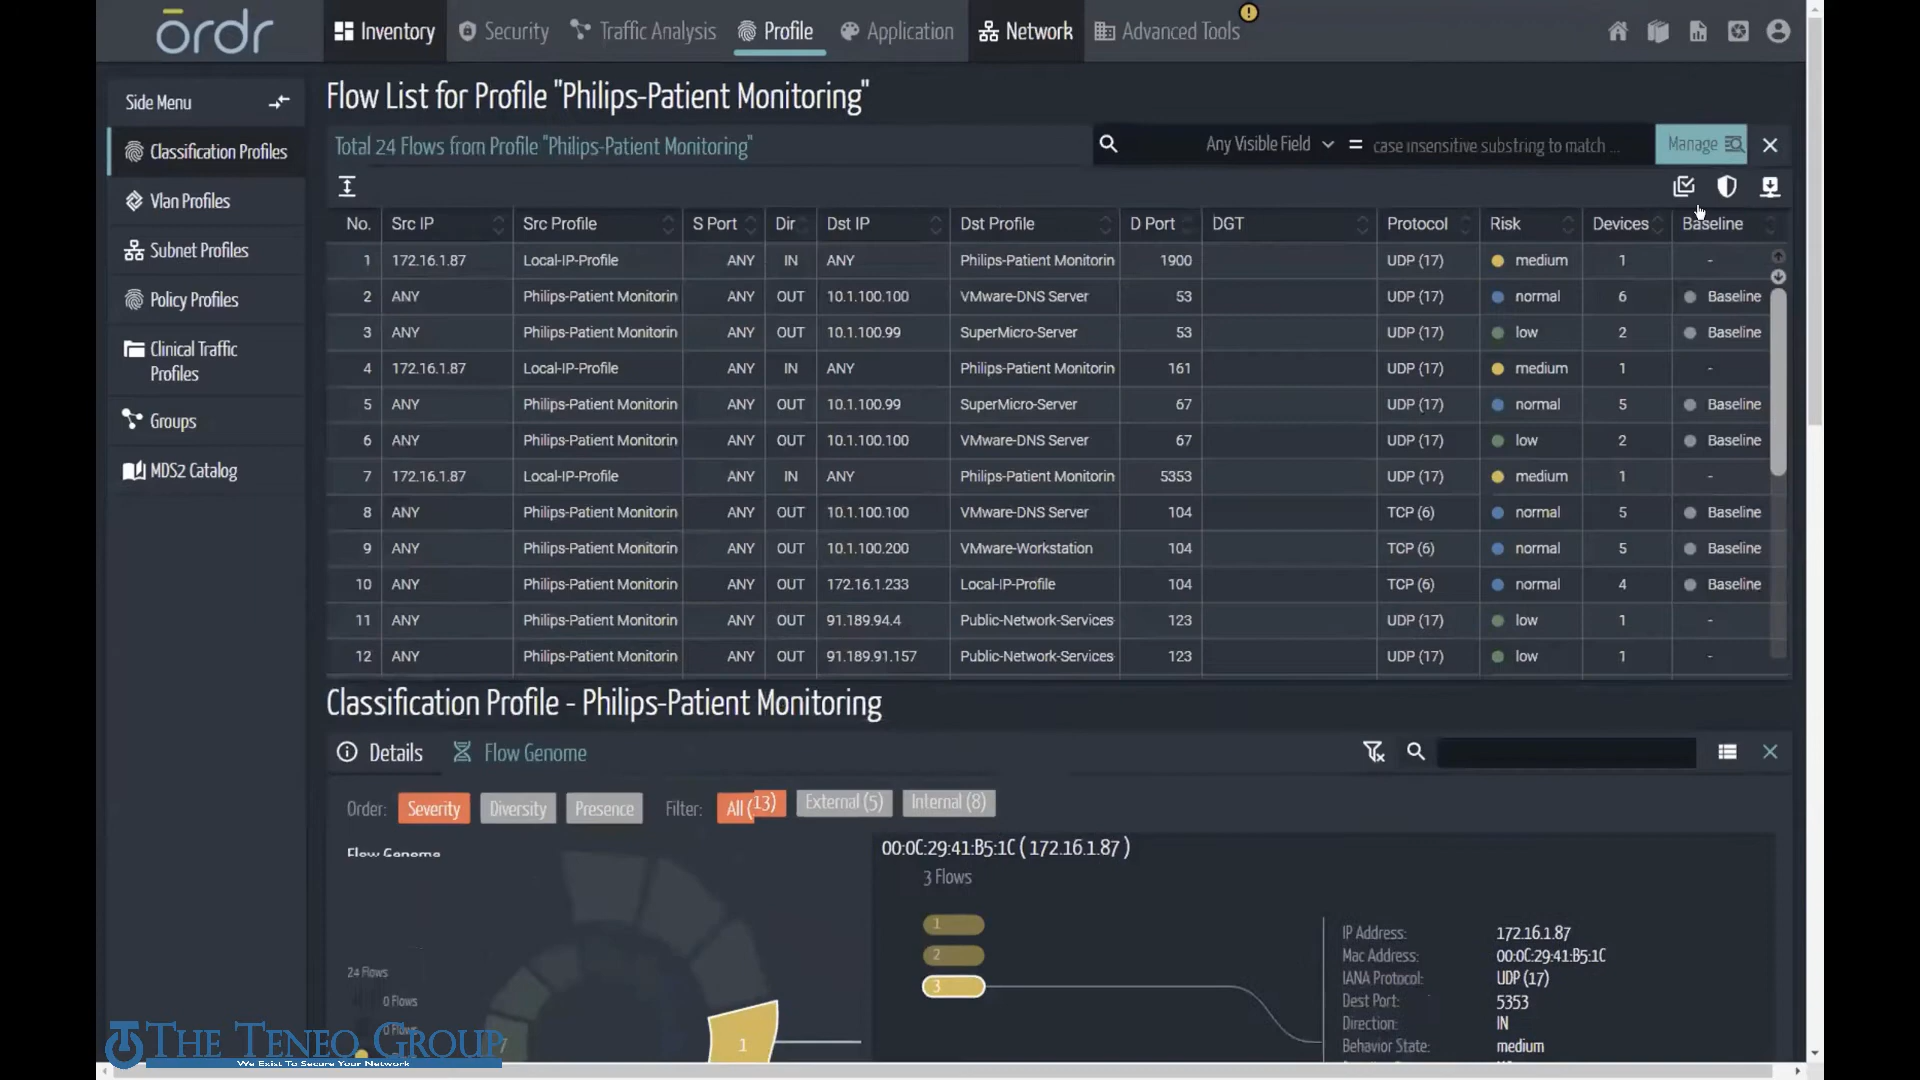 ordr
Inventory
Security
Traffic Analysis
Profile
Application
Network
Advanced Tools
Side Menu
Classification Profiles
Vlan Profiles
Subnet Profiles
Policy Profiles
Clinical Traffic
Profiles
Groups
MDS2 Catalog
Flow List for Profile "Philips-Patient Monitoring"
Total 24 Flows from Profile "Philips-Patient Monitoring"
Any Visible Field = case insensitive substring to match ...
Manage
No. Src IP Src Profile S Port Dir Dst IP Dst Profile D Port DGT Protocol Risk Devices Baseline
1 172.16.1.87 Local-IP-Profile ANY IN ANY Philips-Patient Monitorin 1900 UDP (17) medium 1 -
2 ANY Philips-Patient Monitorin ANY OUT 10.1.100.100 VMware-DNS Server 53 UDP (17) normal 6 Baseline
3 ANY Philips-Patient Monitorin ANY OUT 10.1.100.99 SuperMicro-Server 53 UDP (17) low 2 Baseline
4 172.16.1.87 Local-IP-Profile ANY IN ANY Philips-Patient Monitorin 161 UDP (17) medium 1 -
5 ANY Philips-Patient Monitorin ANY OUT 10.1.100.99 SuperMicro-Server 67 UDP (17) normal 5 Baseline
6 ANY Philips-Patient Monitorin ANY OUT 10.1.100.100 VMware-DNS Server 67 UDP (17) low 2 Baseline
7 172.16.1.87 Local-IP-Profile ANY IN ANY Philips-Patient Monitorin 5353 UDP (17) medium 1 -
8 ANY Philips-Patient Monitorin ANY OUT 10.1.100.100 VMware-DNS Server 104 TCP (6) normal 5 Baseline
9 ANY Philips-Patient Monitorin ANY OUT 10.1.100.200 VMware-Workstation 104 TCP (6) normal 5 Baseline
10 ANY Philips-Patient Monitorin ANY OUT 172.16.1.233 Local-IP-Profile 104 TCP (6) normal 4 Baseline
11 ANY Philips-Patient Monitorin ANY OUT 91.189.94.4 Public-Network-Services 123 UDP (17) low 1 -
12 ANY Philips-Patient Monitorin ANY OUT 91.189.91.157 Public-Network-Services 123 UDP (17) low 1 -
Classification Profile - Philips-Patient Monitoring
Details
Flow Genome
Order: Severity Diversity Presence Filter: All (13) External (5) Internal (8)
Flow Genome
24 Flows
0 Flows
0 Flows
7
1
00:0C:29:41:B5:1C ( 172.16.1.87 )
3 Flows
1
2
3
IP Address: 172.16.1.87
Mac Address: 00:0C:29:41:B5:1C
IANA Protocol: UDP (17)
Dest Port: 5353
Direction: IN
Behavior State: medium
THE TENEO GROUP
We Exist To Secure Your Network